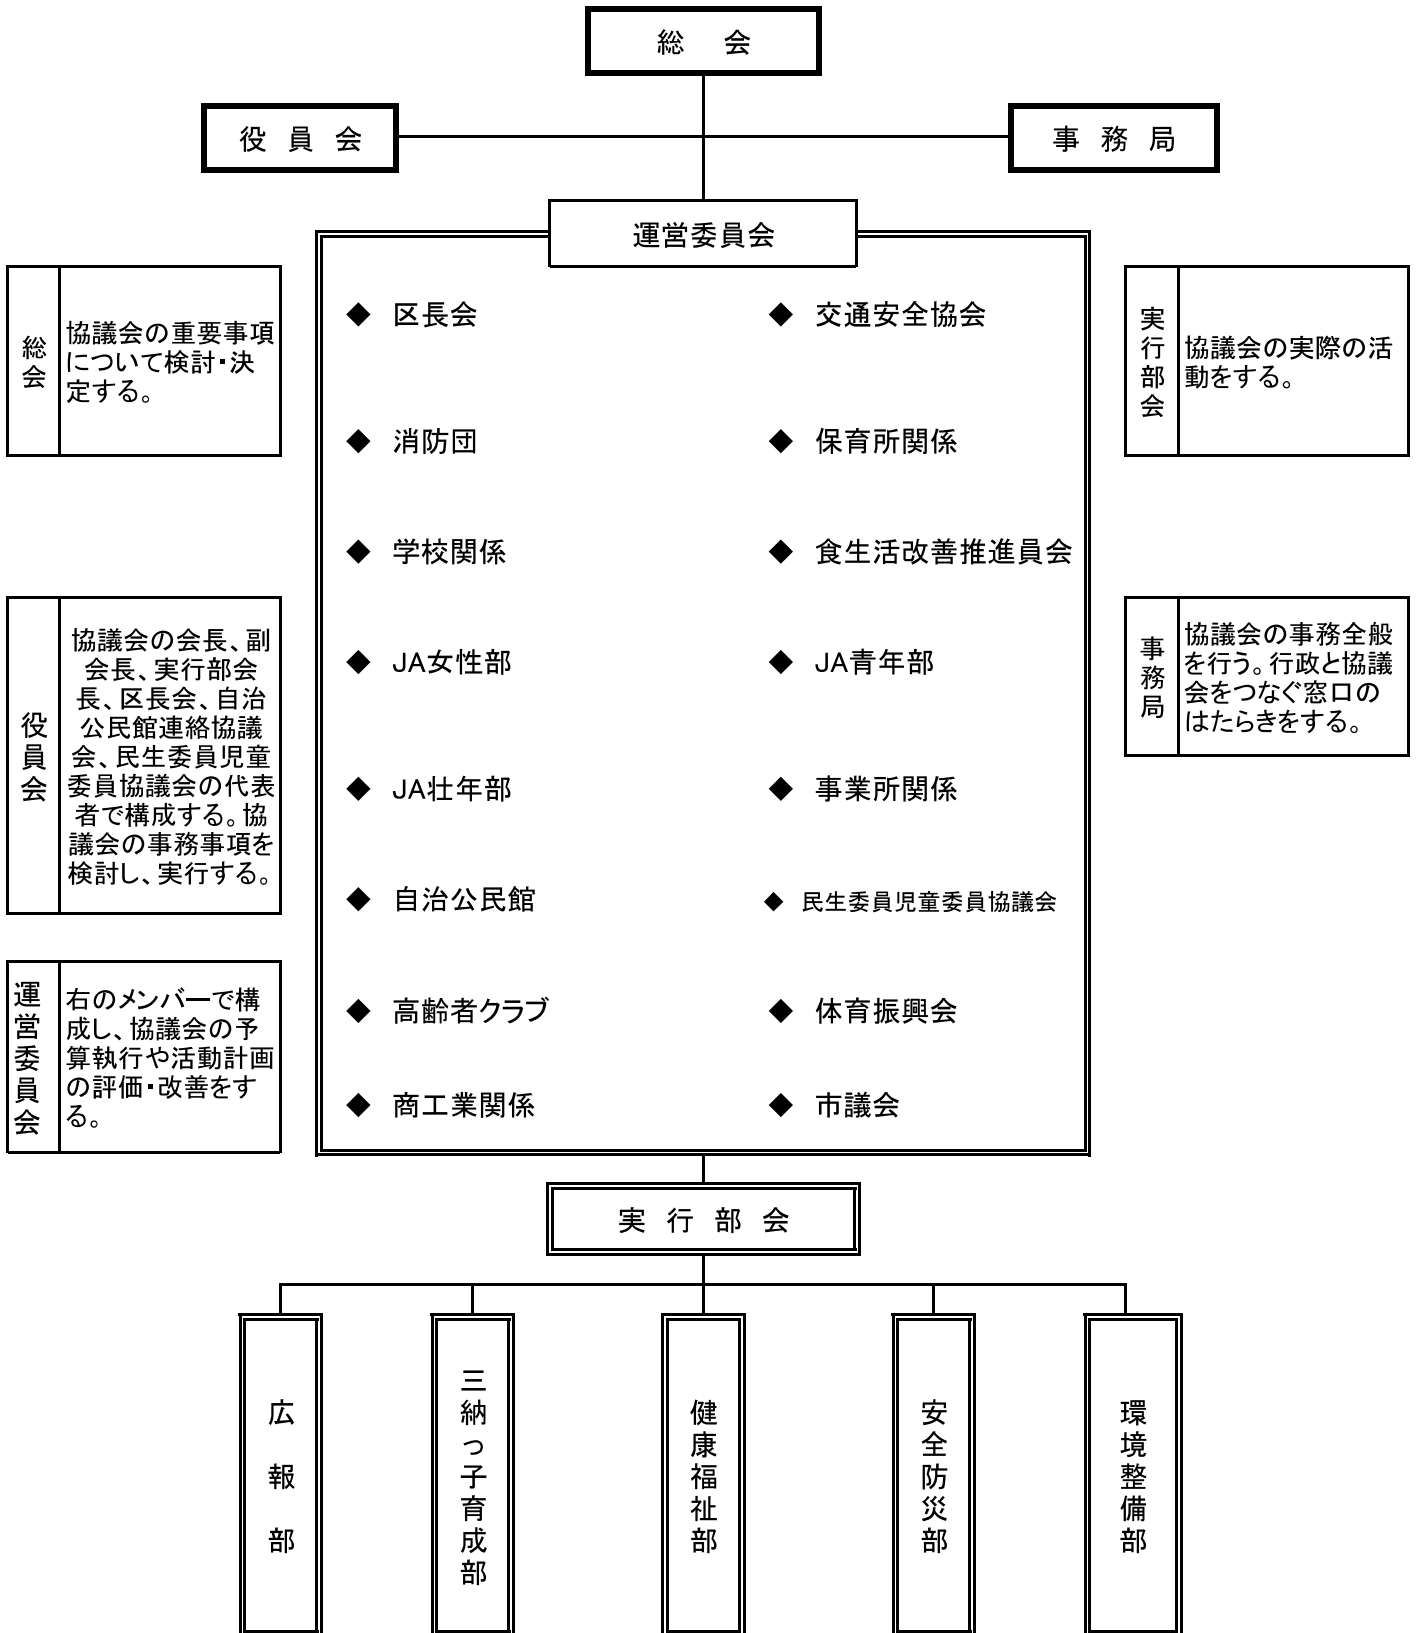 総 会
役 員 会
事 務 局
運営委員会
◆ 区長会
◆ 交通安全協会
◆ 消防団
◆ 保育所関係
◆ 学校関係
◆ 食生活改善推進員会
◆ JA女性部
◆ JA青年部
◆ JA壮年部
◆ 事業所関係
◆ 自治公民館
◆ 民生委員児童委員協議会
◆ 高齢者クラブ
◆ 体育振興会
◆ 商工業関係
◆ 市議会
総会
協議会の重要事項
について検討・決
定する。
役員会
協議会の会長、副
会長、実行部会
長、区長会、自治
公民館連絡協議
会、民生委員児童
委員協議会の代表
者で構成する。協
議会の事務事項を
検討し、実行する。
運営委員会
右のメンバーで構
成し、協議会の予
算執行や活動計画
の評価・改善をす
る。
実行部会
協議会の実際の活
動をする。
事務局
協議会の事務全般
を行う。行政と協議
会をつなぐ窓口の
はたらきをする。
実 行 部 会
広報部
三納っ子育成部
健康福祉部
安全防災部
環境整備部